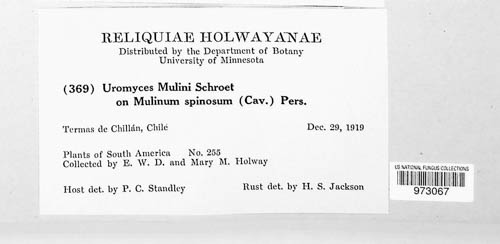 RELIQUIAE HOLWAYANAE
Distributed by the Department of Botany
University of Minnesota
(369) Uromyces Mulini Schroet
on Mulinum spinosum (Cav.) Pers.
Termas de Chillán, Chile Dec. 29, 1919
Plants of South America No. 255
Collected by E. W. D. and Mary M. Holway
Host det. by P. C. Standley Rust det. by H. S. Jackson
US NATIONAL FUNGUS COLLECTIONS
973067